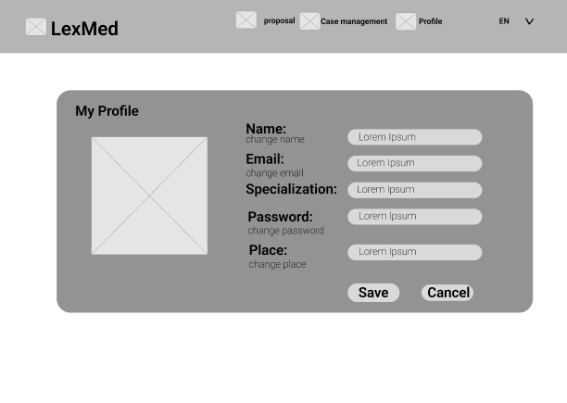 LexMed
proposal
Case management
Profile
EN
My Profile
Name:
change name
Lorem Ipsum
Email:
change email
Lorem Ipsum
Specialization:
Lorem Ipsum
Password:
change password
Lorem Ipsum
Place:
change place
Lorem Ipsum
Save
Cancel